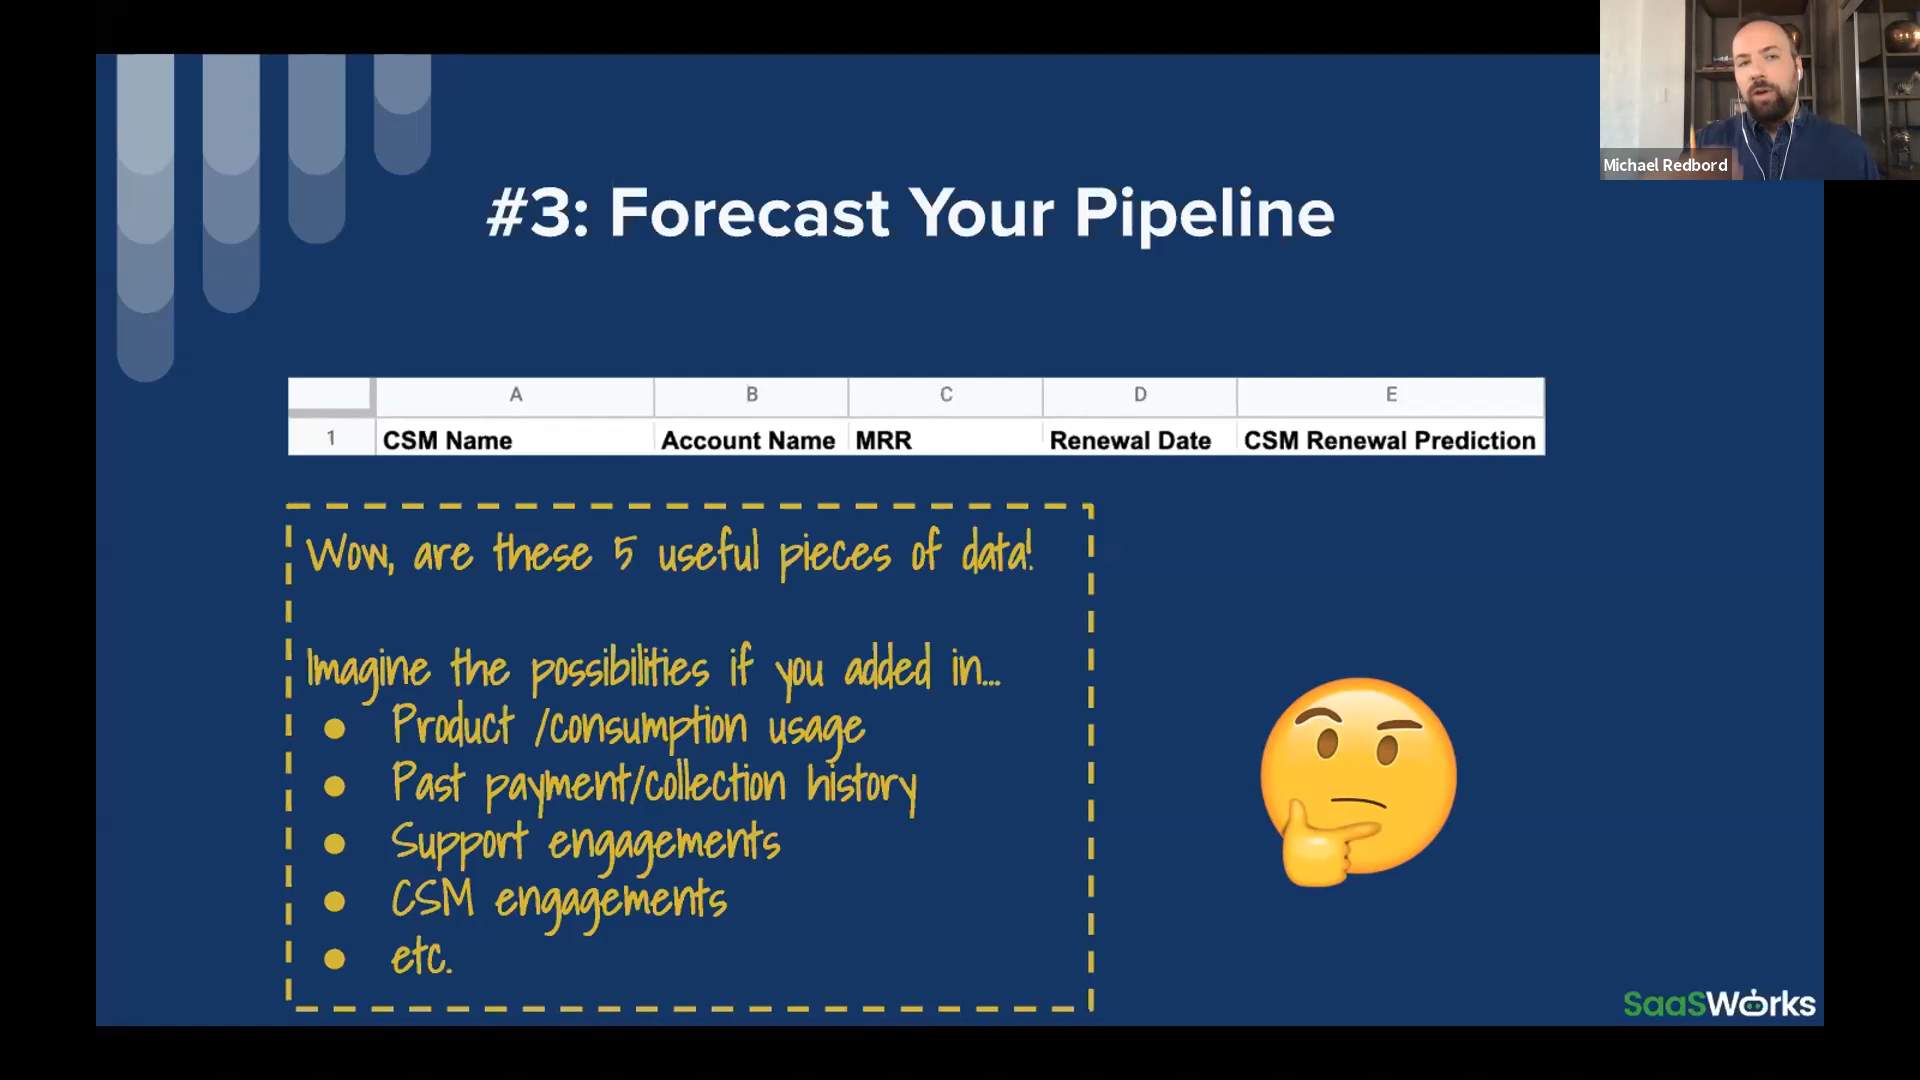 Michael Redbord
#3: Forecast Your Pipeline
A B C D E
1 CSM Name Account Name MRR Renewal Date CSM Renewal Prediction
Wow, are these 5 useful pieces of data!
Imagine the possibilities if you added in...
● Product /consumption usage
● Past payment/collection history
● Support engagements
● CSM engagements
● etc.
SaaSWorks